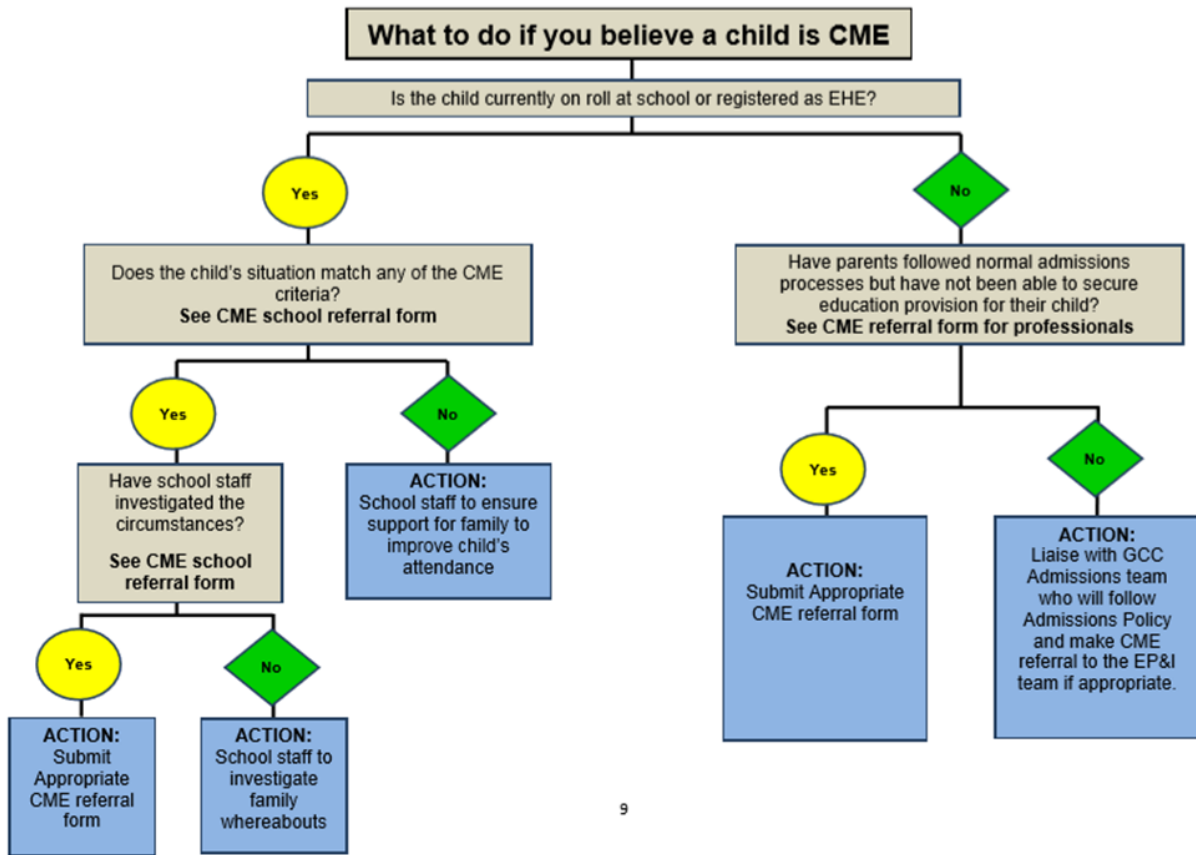 What to do if you believe a child is CME
Is the child currently on roll at school or registered as EHE?
Yes
No
Does the child's situation match any of the CME
criteria?
See CME school referral form
Have parents followed normal admissions
processes but have not been able to secure
education provision for their child?
See CME referral form for professionals
Yes
No
Yes
No
Have school staff
investigated the
circumstances?
See CME school
referral form
ACTION:
School staff to ensure
support for family to
improve child's
attendance
ACTION:
Submit Appropriate
CME referral form
ACTION:
Liaise with GCC
Admissions team
who will follow
Admissions Policy
and make CME
referral to the EP&I
team if appropriate.
Yes
No
ACTION:
Submit
Appropriate
CME referral
form
ACTION:
School staff to
investigate
family
whereabouts
9